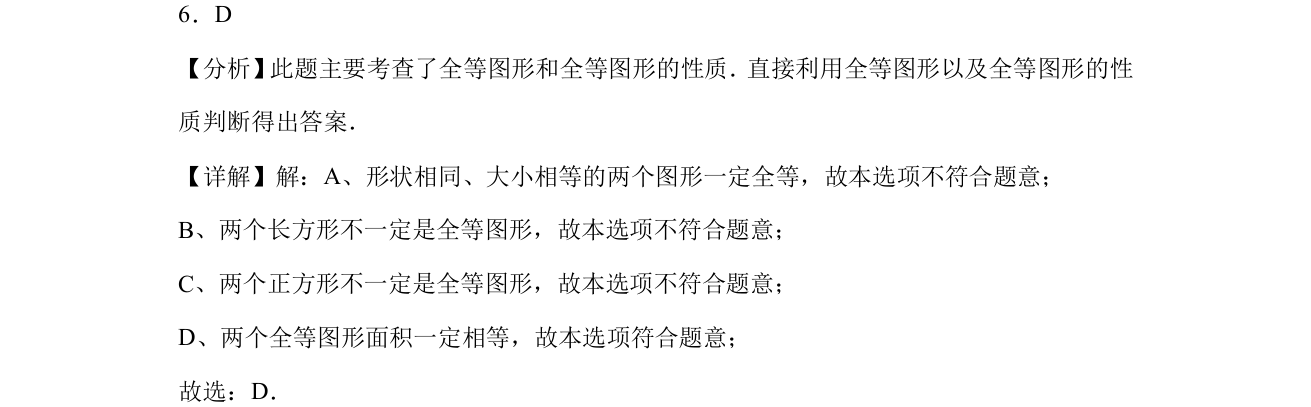 6．D
【分析】此题主要考查了全等图形和全等图形的性质．直接利用全等图形以及全等图形的性
质判断得出答案．
【详解】解：A、形状相同、大小相等的两个图形一定全等，故本选项不符合题意；
B、两个长方形不一定是全等图形，故本选项不符合题意；
C、两个正方形不一定是全等图形，故本选项不符合题意；
D、两个全等图形面积一定相等，故本选项符合题意；
故选：D．